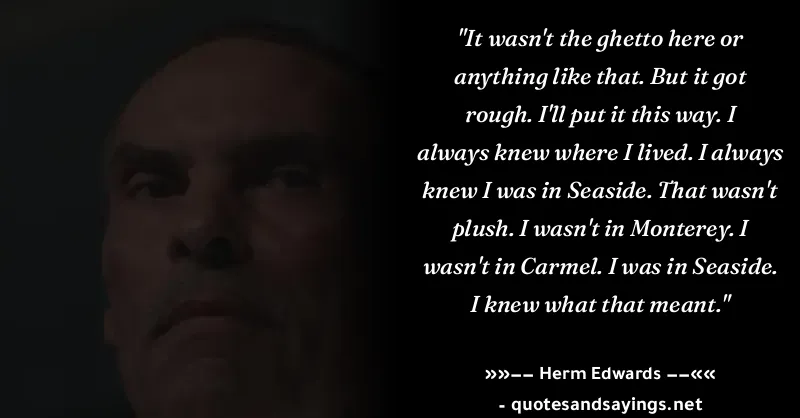 "It wasn't the ghetto here or
anything like that. But it got
rough. I'll put it this way. I
always knew where I lived. I always
knew I was in Seaside. That wasn't
plush. I wasn't in Monterey. I
wasn't in Carmel. I was in Seaside.
I knew what that meant."
»»−− Herm Edwards −−««
- quotesandsayings.net